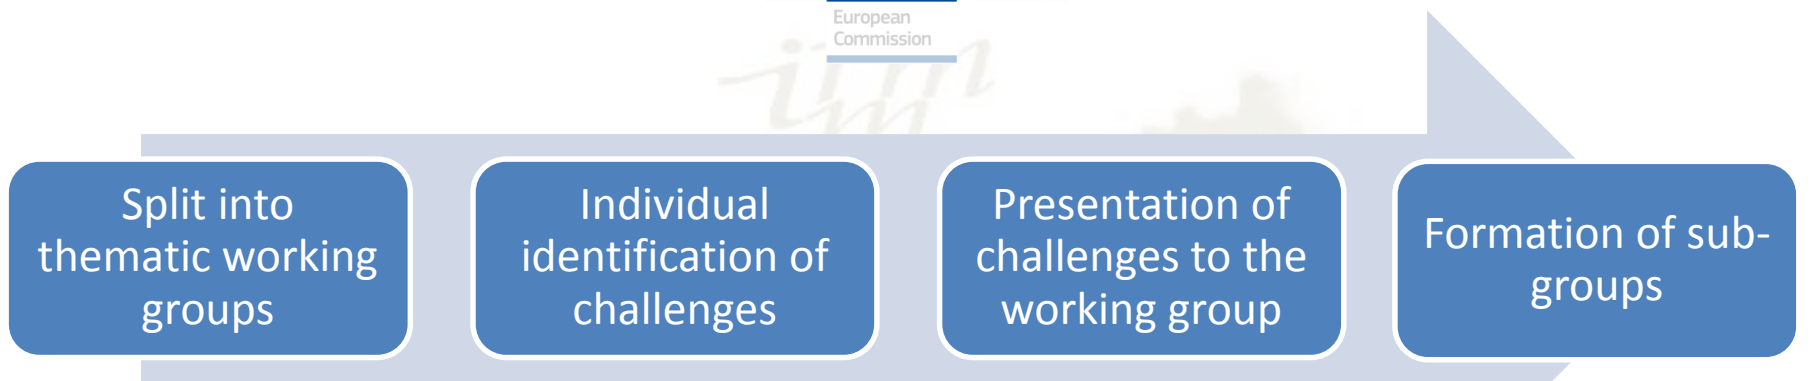 European
Commission
imm
Split into
thematic working
groups
Individual
identification of
challenges
Presentation of
challenges to the
working group
Formation of sub-
groups